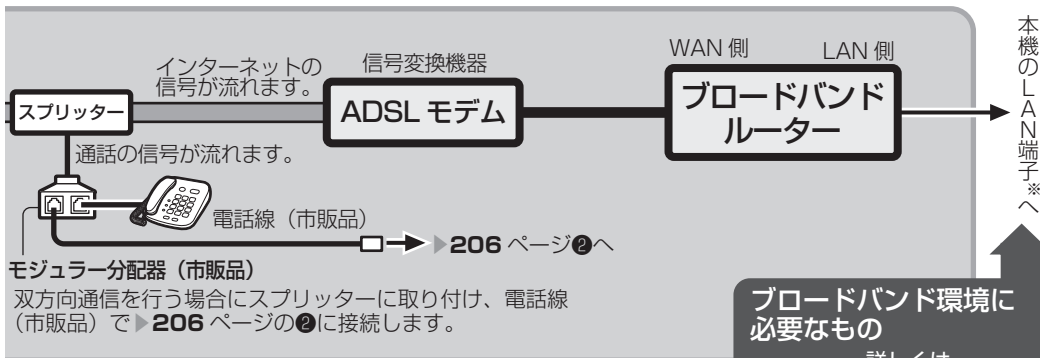 WAN 側
LAN 側
インターネットの
信号が流れます。
信号変換機器
スプリッター
ADSL モデム
ブロードバンド
ルーター
本機のLAN端子※へ
通話の信号が流れます。
電話線（市販品）
▶206 ページ❷へ
モジュラー分配器（市販品）
双方向通信を行う場合にスプリッターに取り付け、電話線
（市販品）で▶206 ページの❷に接続します。
ブロードバンド環境に
必要なもの
詳しくは